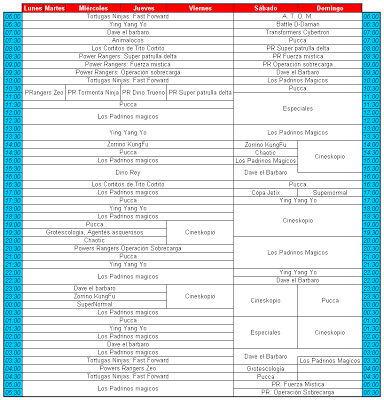 Lunes Martes Miércoles Jueves Viernes Sábado Domingo
06:00 Tortugas Ninjas: Fast Forward A. T. O. M. 06:00
06:30 Ying Yang Yo Battle D-Daman 06:30
07:00 Dave el barbaro Transformers Cybetron 07:00
07:30 Animalocos Pucca 07:30
08:00 Los Cortitos de Tito Cortito PR Super patrulla delta 08:00
08:30 Power Rangers: Super patrulla delta PR Fuerza mistica 08:30
09:00 Power Rangers: Fuerza mistica PR Operación sobrecarga 09:00
09:30 Power Rangers: Operación sobrecarga Dave el Barbaro 09:30
10:00 Tortugas Ninjas: Fast Forward Los Padrinos Magicos 10:00
10:30 PRangers Zeo PR Tormenta Ninja PR Dino Trueno PR Super patrulla delta Pucca 10:30
11:00 11:00
11:30 Pucca Especiales 11:30
12:00 Los Padrinos magicos 12:00
12:30 12:30
13:00 Ying Yang Yo Los Padrinos Magicos 13:00
13:30 13:30
14:00 Zorrino KungFu Zorrino KungFu Cineskopio 14:00
14:30 Pucca Chaotic 14:30
15:00 Los Padrinos magicos Los Padrinos Magicos 15:00
15:30 Dino Rey Dave el Barbaro 15:30
16:00 16:00
16:30 Los Cortitos de Tito Cortito Pucca 16:30
17:00 Los Padrinos magicos Copa Jetix Supernormal 17:00
17:30 Pucca Ying Yang Yo 17:30
18:00 Ying Yang Yo Cineskopio 18:00
18:30 Los Padrinos magicos 18:30
19:00 Pucca Cineskopio 19:00
19:30 Grotescología, Agentes asquerosos 19:30
20:00 Chaotic Los Padrinos Magicos 20:00
20:30 Powers Rangers Operación Sobrecarga 20:30
21:00 Pucca 21:00
21:30 Ying Yang Yo 21:30
22:00 Los Padrinos magicos Ying Yang Yo 22:00
22:30 Dave el Barbaro 22:30
23:00 Dave el barbaro Cineskopio Cineskopio Pucca 23:00
23:30 Zorrino KungFu 23:30
00:00 SuperNormal 00:00
00:30 Los Padrinos magicos 00:30
01:00 Pucca Especiales Cineskopio 01:00
01:30 Ying Yang Yo 01:30
02:00 Los Padrinos magicos 02:00
02:30 Dave el barbaro 02:30
03:00 Los Padrinos magicos Dave el Barbaro 03:00
03:30 Tortugas Ninjas: Fast Forward Los Padrinos Magicos 03:30
04:00 Powers Rangers Zeo Grotescología 04:00
04:30 Tortugas Ninjas: Fast Forward Pucca 04:30
05:00 Los Padrinos magicos PR. Fuerza Mistica 05:00
05:30 PR. Operación Sobrecarga 05:30